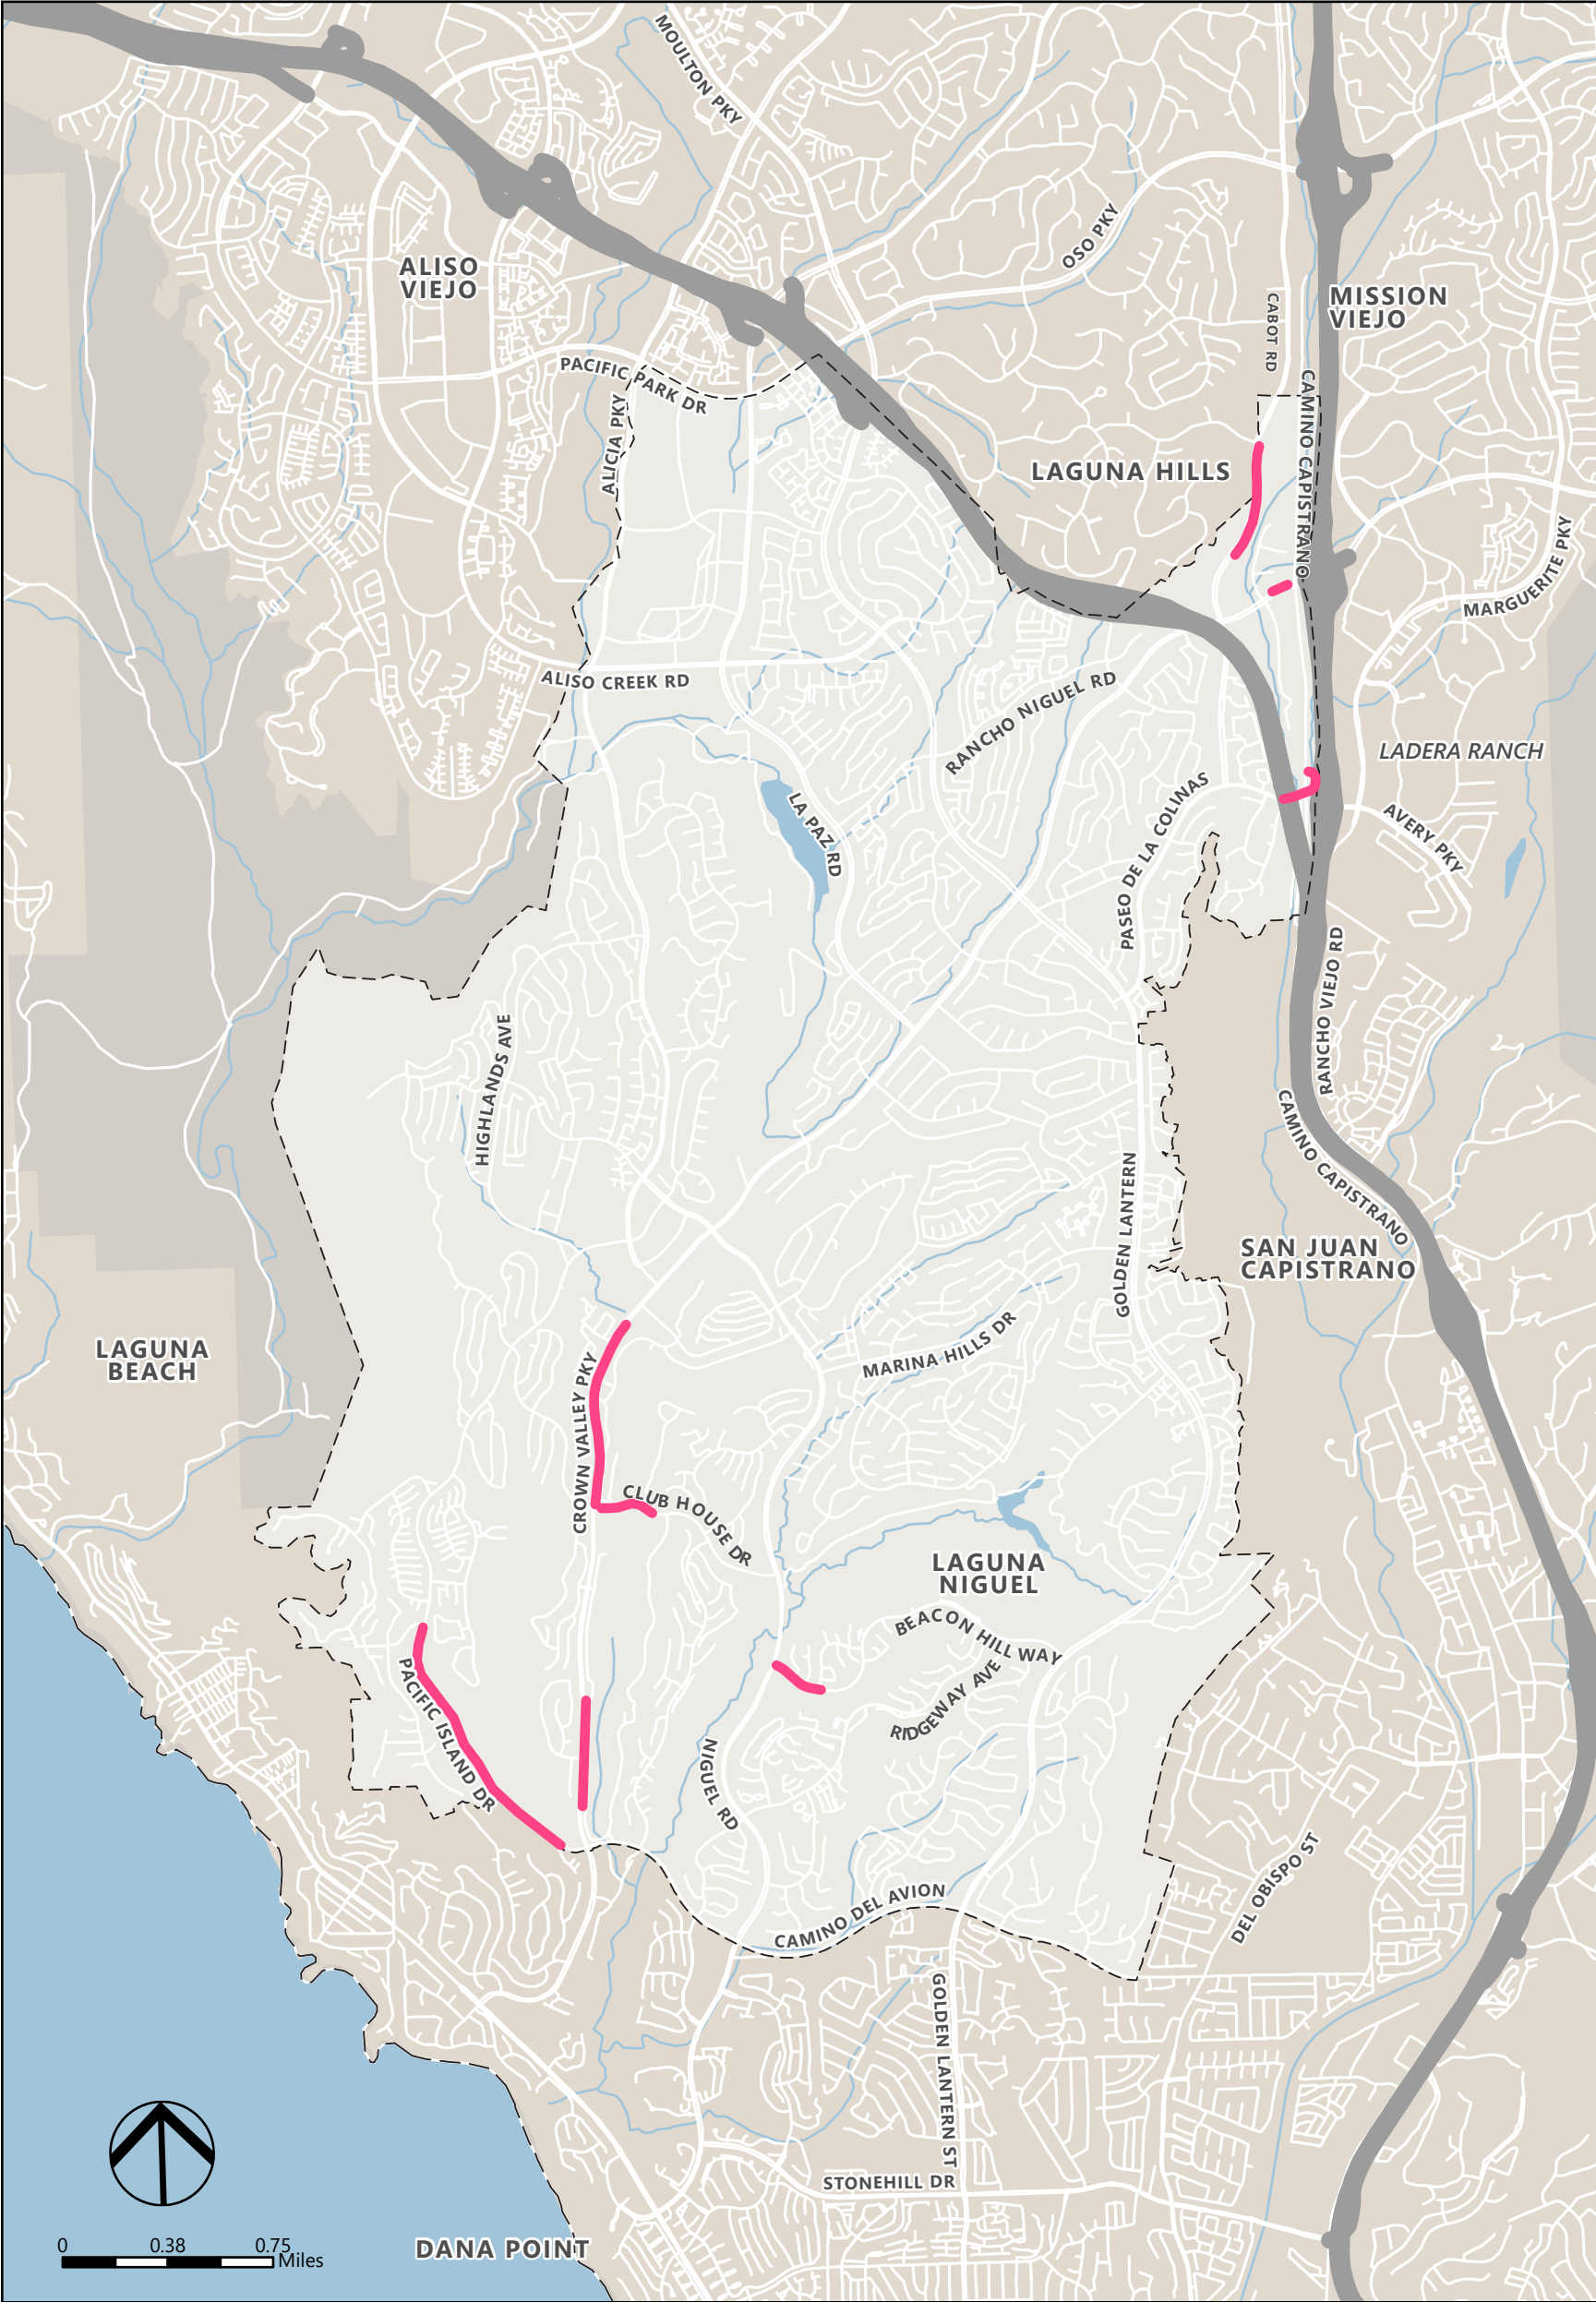 MOULTON PKY
OSO PKY
ALISO
VIEJO
CABOT RD
MISSION
VIEJO
PACIFIC PARK DR
ALICIA PKY
CAMINO CAPISTRANO
LAGUNA HILLS
MARGUERITE PKY
ALISO CREEK RD
RANCHO NIGUEL RD
LADERA RANCH
LA PAZ RD
PASEO DE LA COLINAS
AVERY PKY
RANCHO VIEJO RD
HIGHLANDS AVE
CAMINO CAPISTRANO
GOLDEN LANTERN
SAN JUAN
CAPISTRANO
LAGUNA
BEACH
MARINA HILLS DR
CROWN VALLEY PKY
CLUB HOUSE DR
LAGUNA
NIGUEL
BEACON HILL WAY
RIDGEWAY AVE
PACIFIC ISLAND DR
NIGUEL RD
DEL OBISPO ST
CAMINO DEL AVION
GOLDEN LANTERN ST
STONEHILL DR
DANA POINT
0 0.38 0.75
Miles